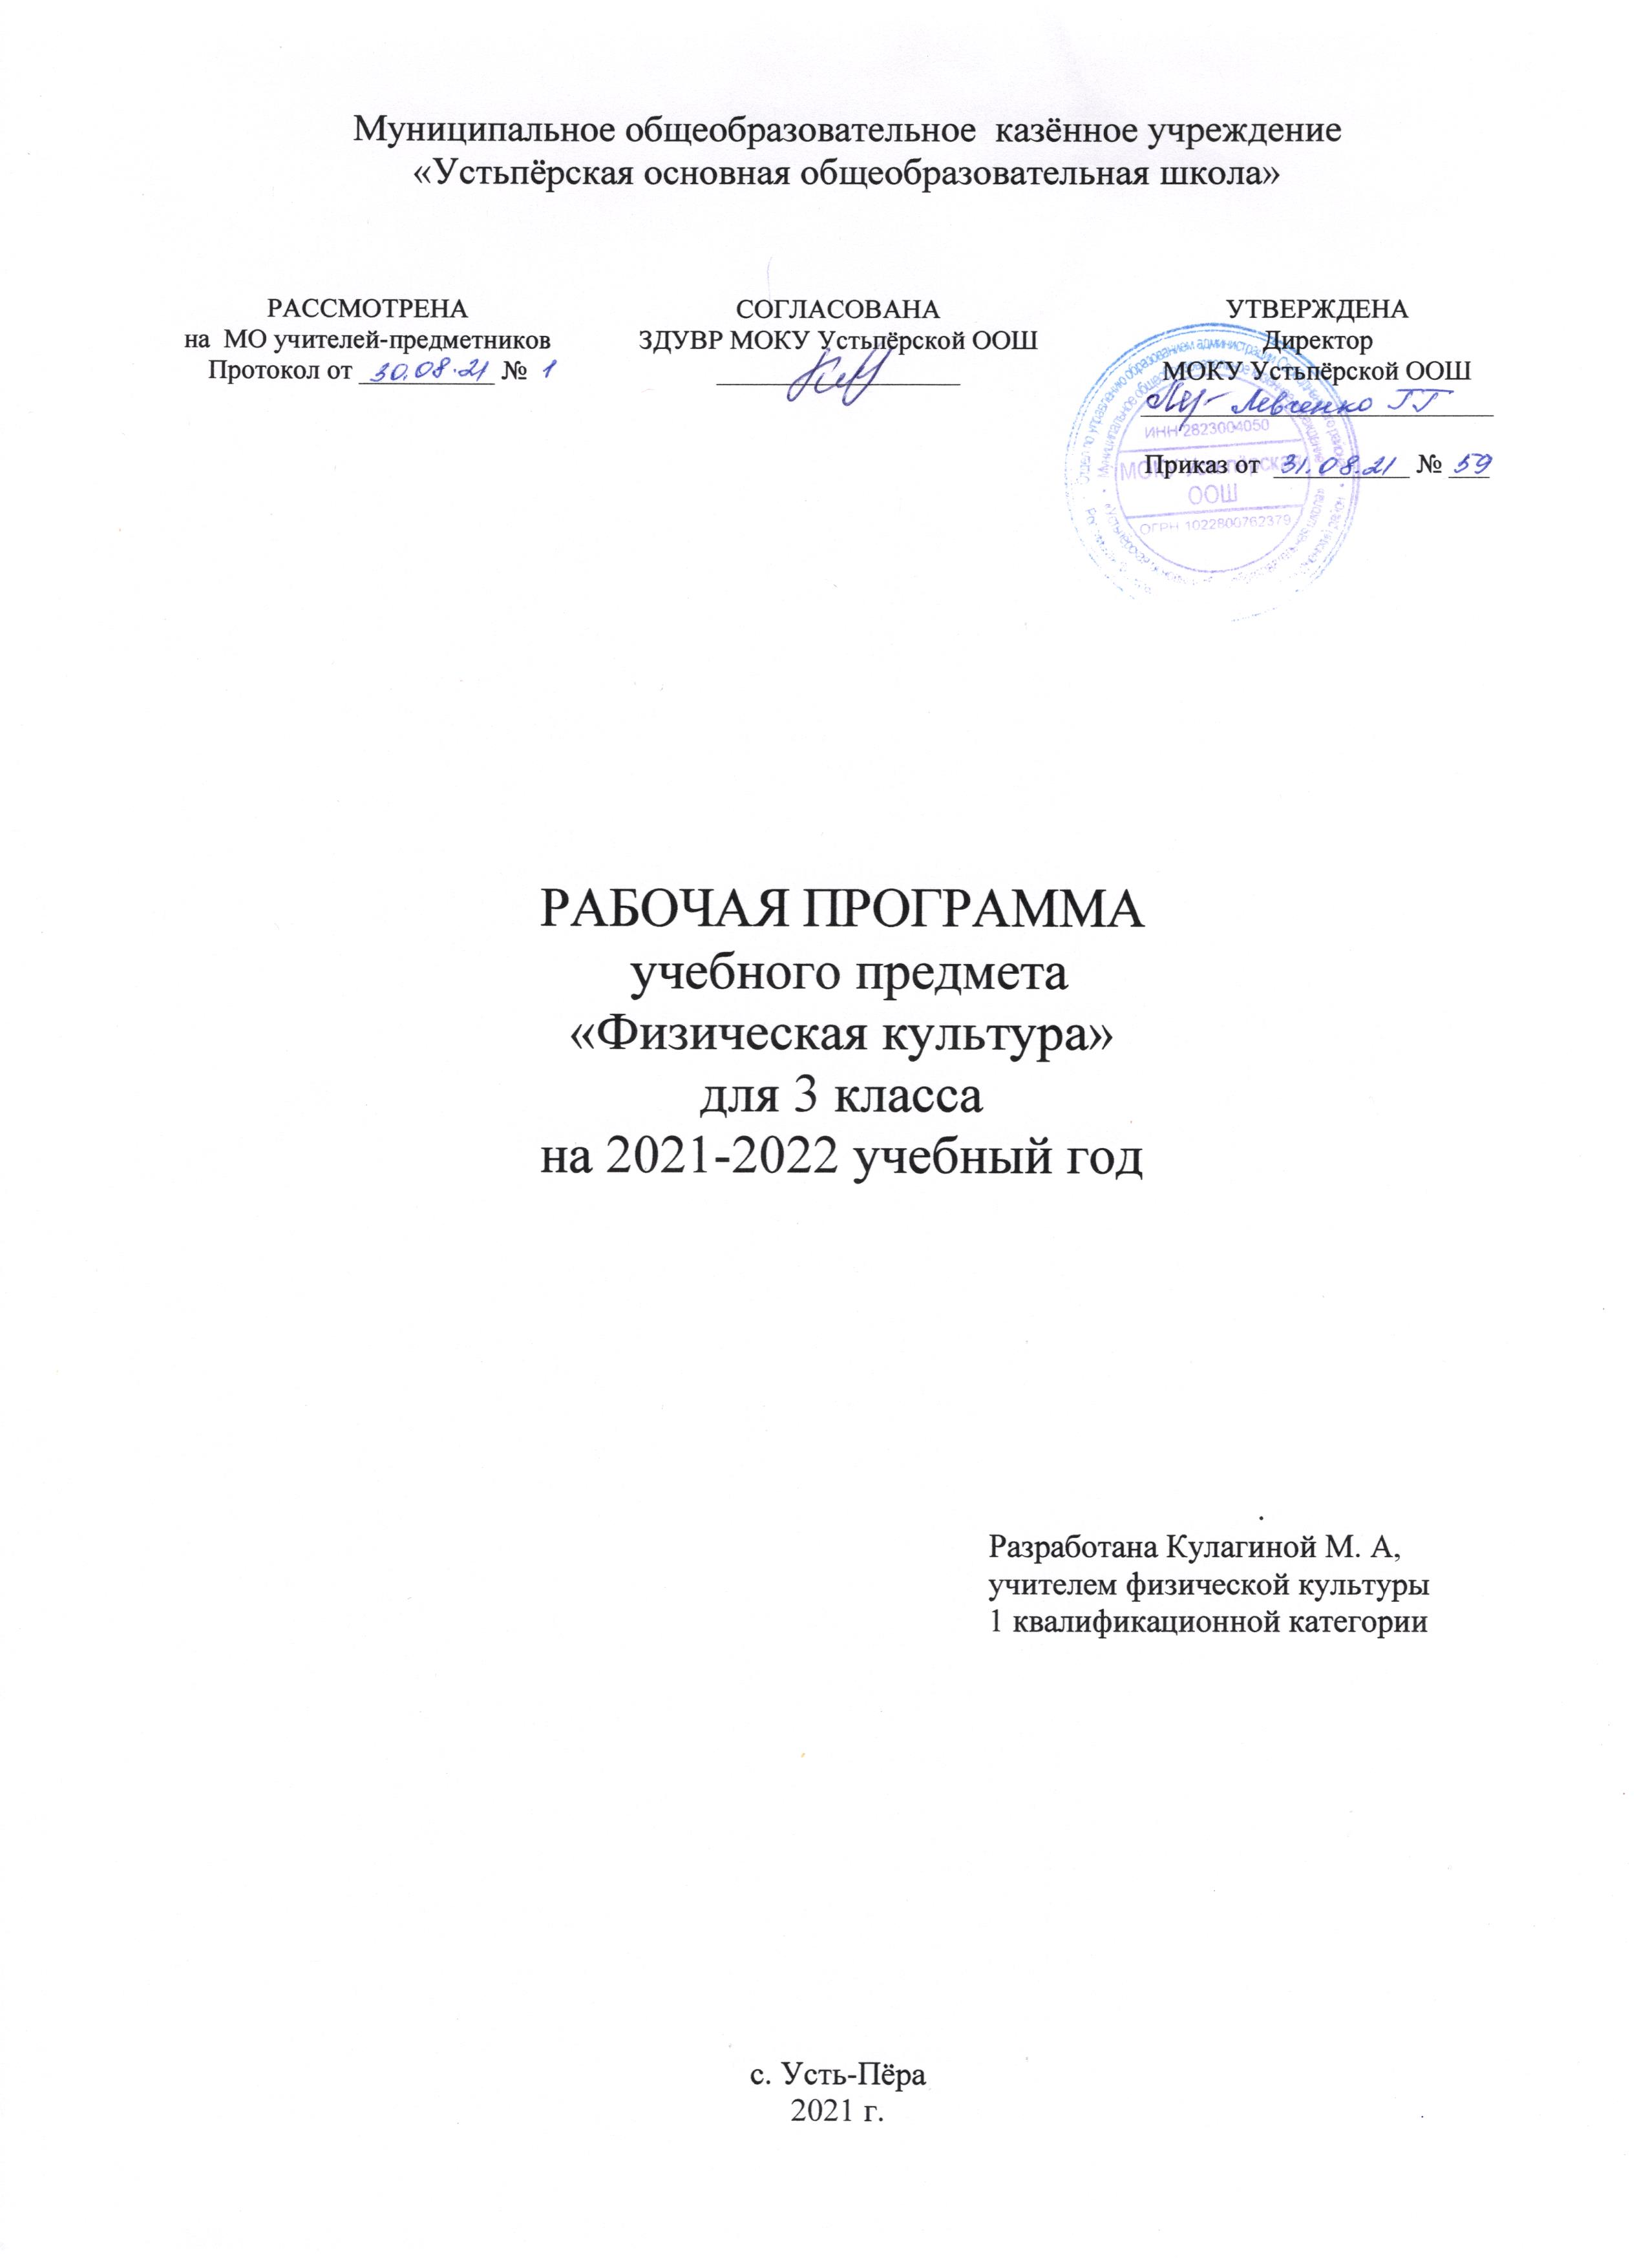 Муниципальное общеобразовательное казённое учреждение
«Устьпёрская основная общеобразовательная школа»
РАССМОТРЕНА
на МО учителей-предметников
Протокол от 30.08.21 № 1
СОГЛАСОВАНА
ЗДУВР МОКУ Устьпёрской ООШ
УТВЕРЖДЕНА
Директор
МОКУ Устьпёрской ООШ
Левченко ГГ
Приказ от 31.08.21 № 59
ИНН 2823004050
МОКУ Устьпёрская
ООШ
ОГРН 1022800762379
РАБОЧАЯ ПРОГРАММА
учебного предмета
«Физическая культура»
для 3 класса
на 2021-2022 учебный год
Разработана Кулагиной М. А,
учителем физической культуры
1 квалификационной категории
с. Усть-Пёра
2021 г.